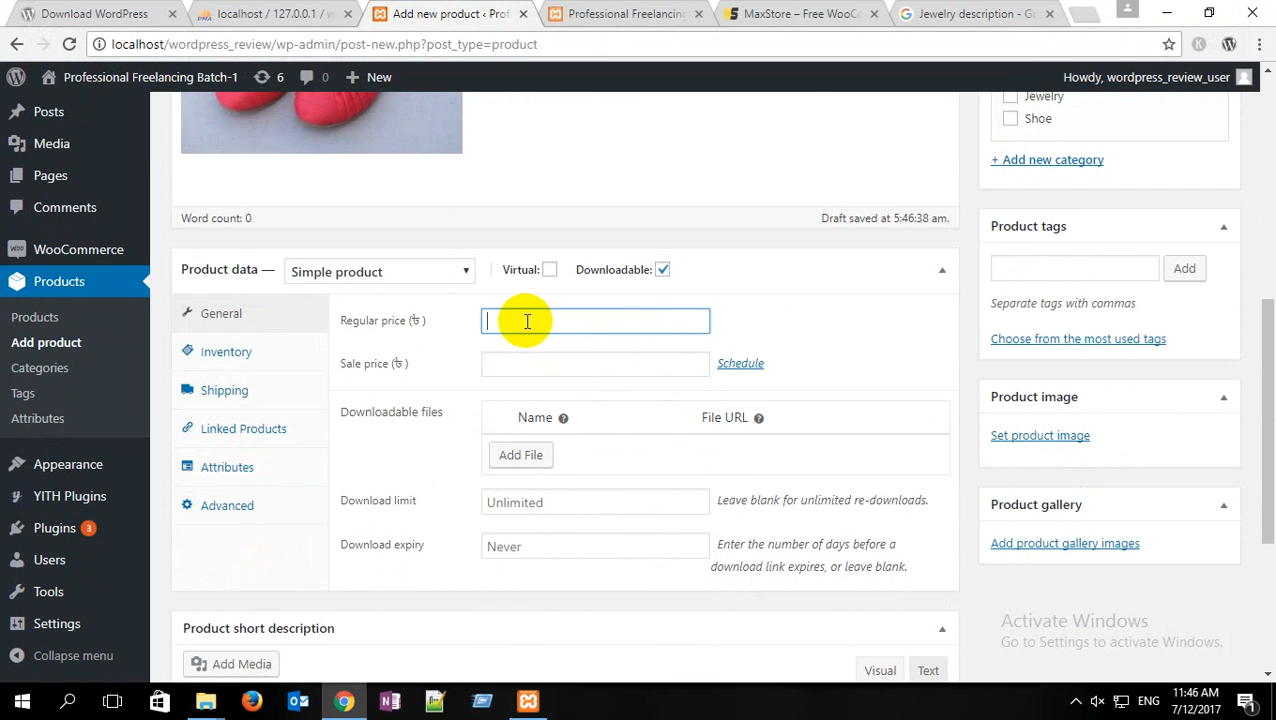 Download WordPress
localhost / 127.0.0.1 / w
Add new product ‹ Prof
Professional Freelancing
MaxStore – Free WooCo
Jewelry description - Go
localhost/wordpress_review/wp-admin/post-new.php?post_type=product
Professional Freelancing Batch-1
6
0
New
Howdy, wordpress_review_user
Posts
Media
Pages
Comments
WooCommerce
Products
Products
Add product
Categories
Tags
Attributes
Appearance
YITH Plugins
Plugins 3
Users
Tools
Settings
Collapse menu
Word count: 0
Draft saved at 5:46:38 am.
Product data —
Simple product
Virtual:
Downloadable:
General
Inventory
Shipping
Linked Products
Attributes
Advanced
Regular price (৳ )
Sale price (৳ )
Schedule
Downloadable files
Name
File URL
Add File
Download limit
Unlimited
Leave blank for unlimited re-downloads.
Download expiry
Never
Enter the number of days before a
download link expires, or leave blank.
Product short description
Add Media
Visual
Text
Jewelry
Shoe
+ Add new category
Product tags
Add
Separate tags with commas
Choose from the most used tags
Product image
Set product image
Product gallery
Add product gallery images
Activate Windows
Go to Settings to activate Windows.
ENG
11:46 AM
7/12/2017
1